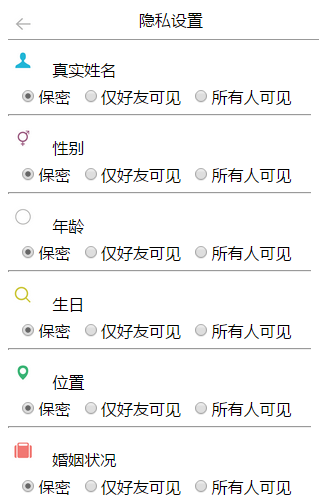 隐私设置
真实姓名
保密 仅好友可见 所有人可见
性别
保密 仅好友可见 所有人可见
年龄
保密 仅好友可见 所有人可见
生日
保密 仅好友可见 所有人可见
位置
保密 仅好友可见 所有人可见
婚姻状况
保密 仅好友可见 所有人可见